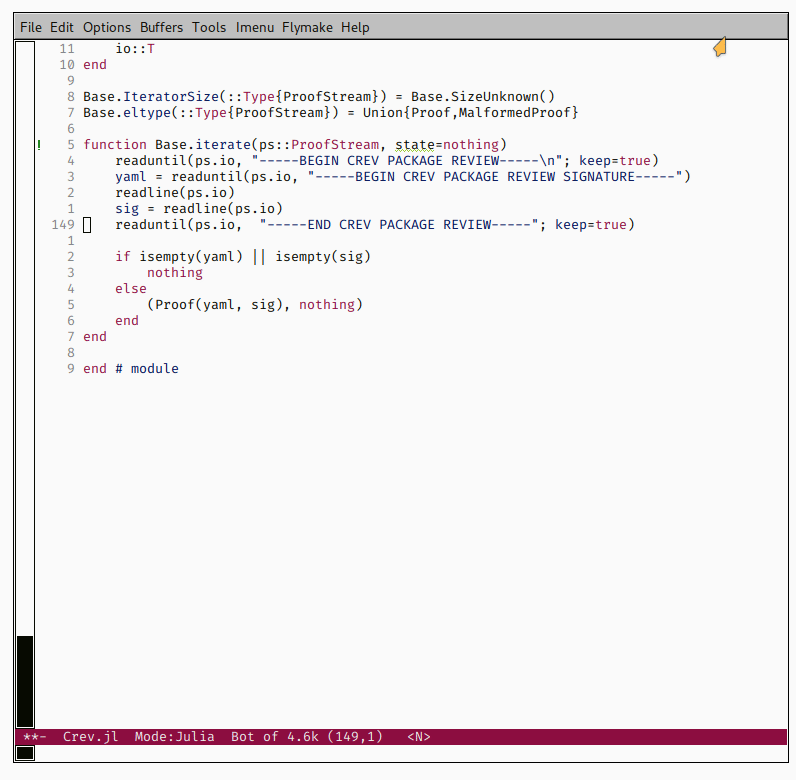 File Edit Options Buffers Tools Imenu Flymake Help
11     io::T
10 end
9
8 Base.IteratorSize(::Type{ProofStream}) = Base.SizeUnknown()
7 Base.eltype(::Type{ProofStream}) = Union{Proof,MalformedProof}
6
! 5 function Base.iterate(ps::ProofStream, state=nothing)
4     readuntil(ps.io, "-----BEGIN CREV PACKAGE REVIEW-----\n"; keep=true)
3     yaml = readuntil(ps.io, "-----BEGIN CREV PACKAGE REVIEW SIGNATURE-----")
2     readline(ps.io)
1     sig = readline(ps.io)
149     readuntil(ps.io,  "-----END CREV PACKAGE REVIEW-----"; keep=true)
1
2     if isempty(yaml) || isempty(sig)
3         nothing
4     else
5         (Proof(yaml, sig), nothing)
6     end
7 end
8
9 end # module
**-  Crev.jl  Mode:Julia  Bot of 4.6k (149,1)   <N>